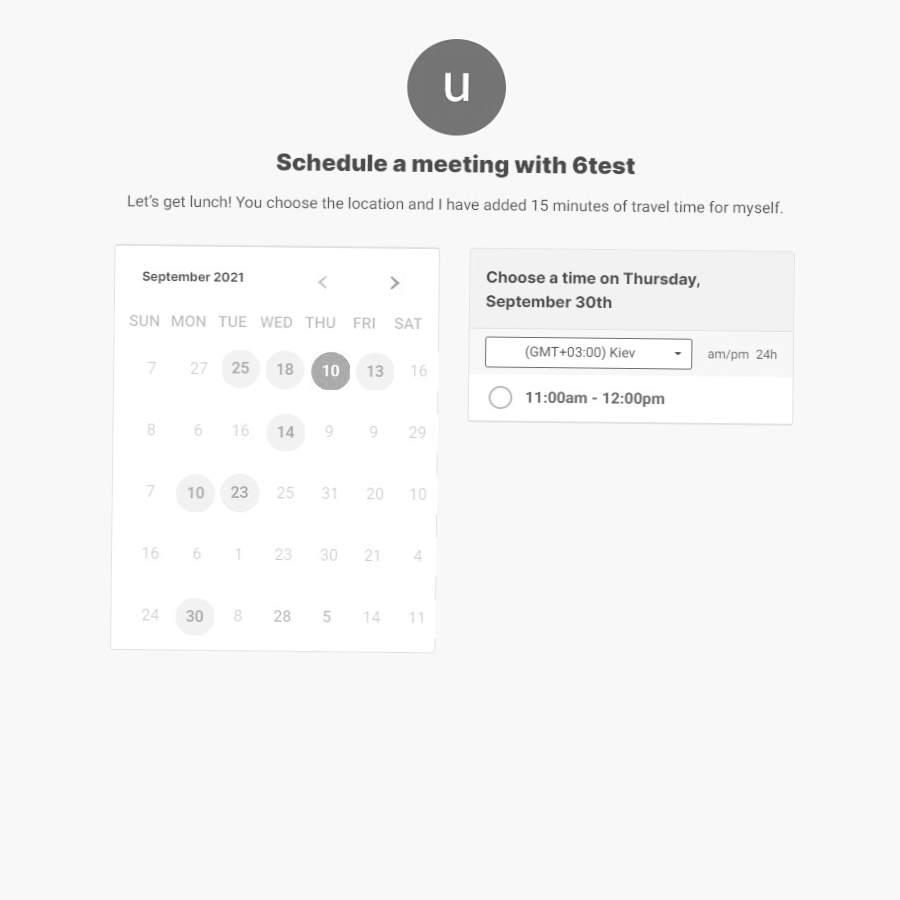 u
Schedule a meeting with 6test
Let's get lunch! You choose the location and I have added 15 minutes of travel time for myself.
September 2021
SUN MON TUE WED THU FRI SAT
7 27 25 18 10 13 16
8 6 16 14 9 9 29
7 10 23 25 31 20 10
16 6 1 23 30 21 4
24 30 8 28 5 14 11
Choose a time on Thursday,
September 30th
(GMT+03:00) Kiev am/pm 24h
11:00am - 12:00pm